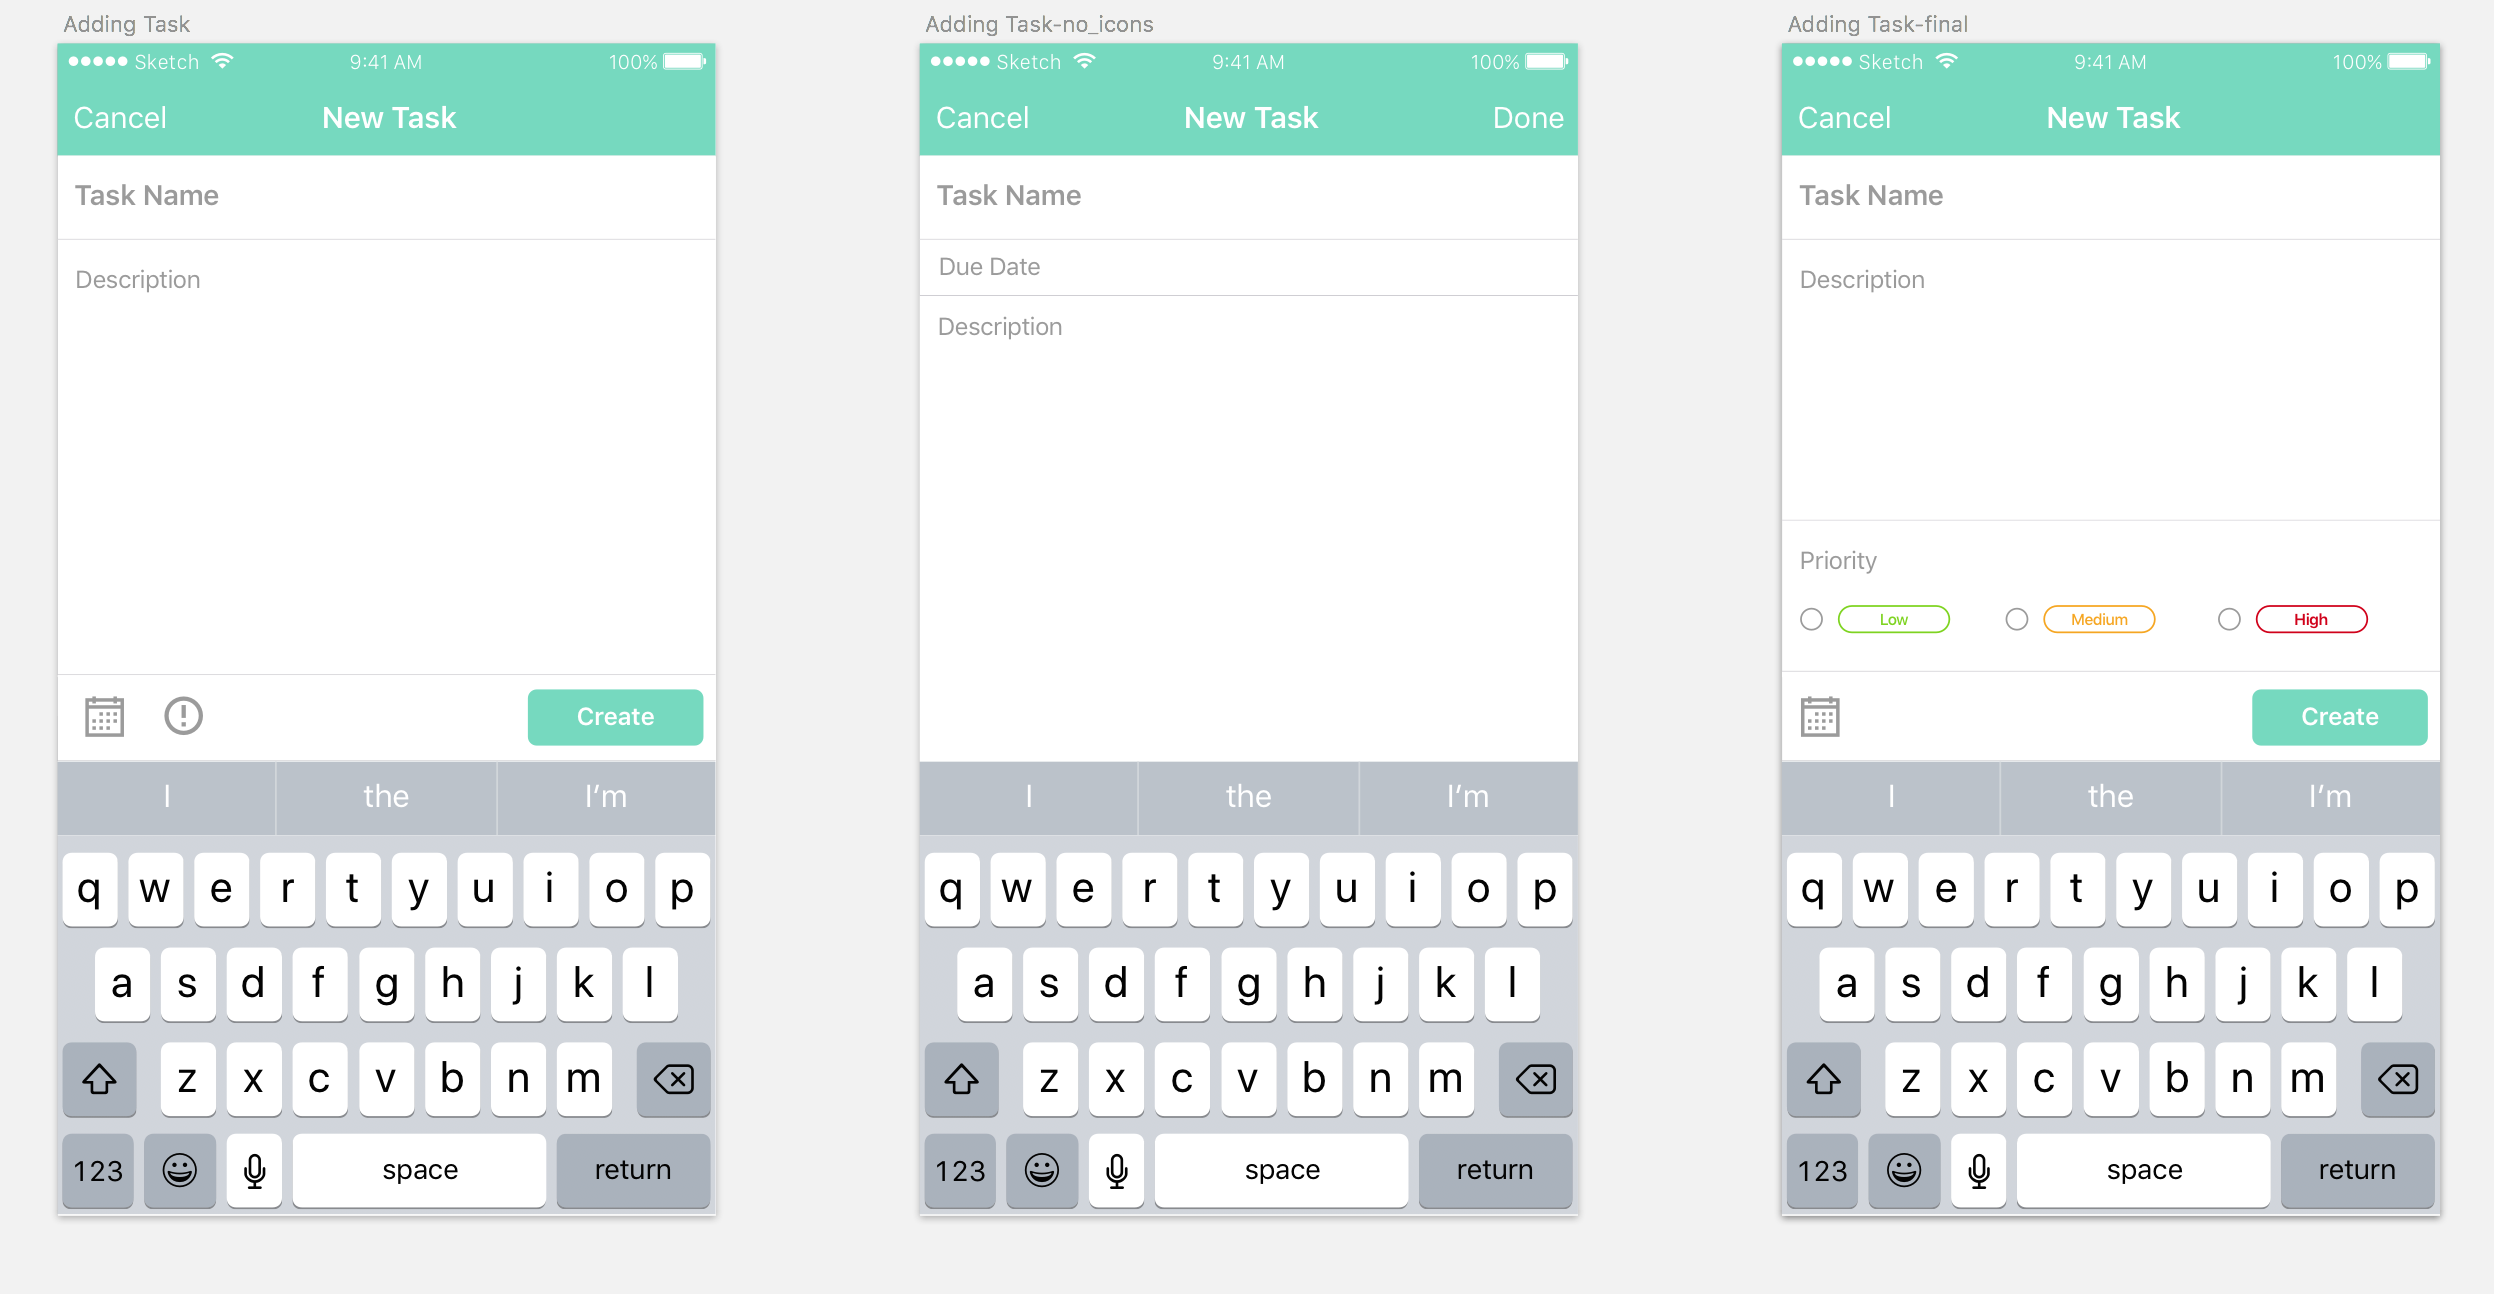 Adding Task
Sketch 9:41 AM 100%
Cancel New Task
Task Name
Description
Create
I the I'm
q w e r t y u i o p
a s d f g h j k l
z x c v b n m
123 space return
Adding Task-no_icons
Sketch 9:41 AM 100%
Cancel New Task Done
Task Name
Due Date
Description
I the I'm
q w e r t y u i o p
a s d f g h j k l
z x c v b n m
123 space return
Adding Task-final
Sketch 9:41 AM 100%
Cancel New Task
Task Name
Description
Priority
Low Medium High
Create
I the I'm
q w e r t y u i o p
a s d f g h j k l
z x c v b n m
123 space return